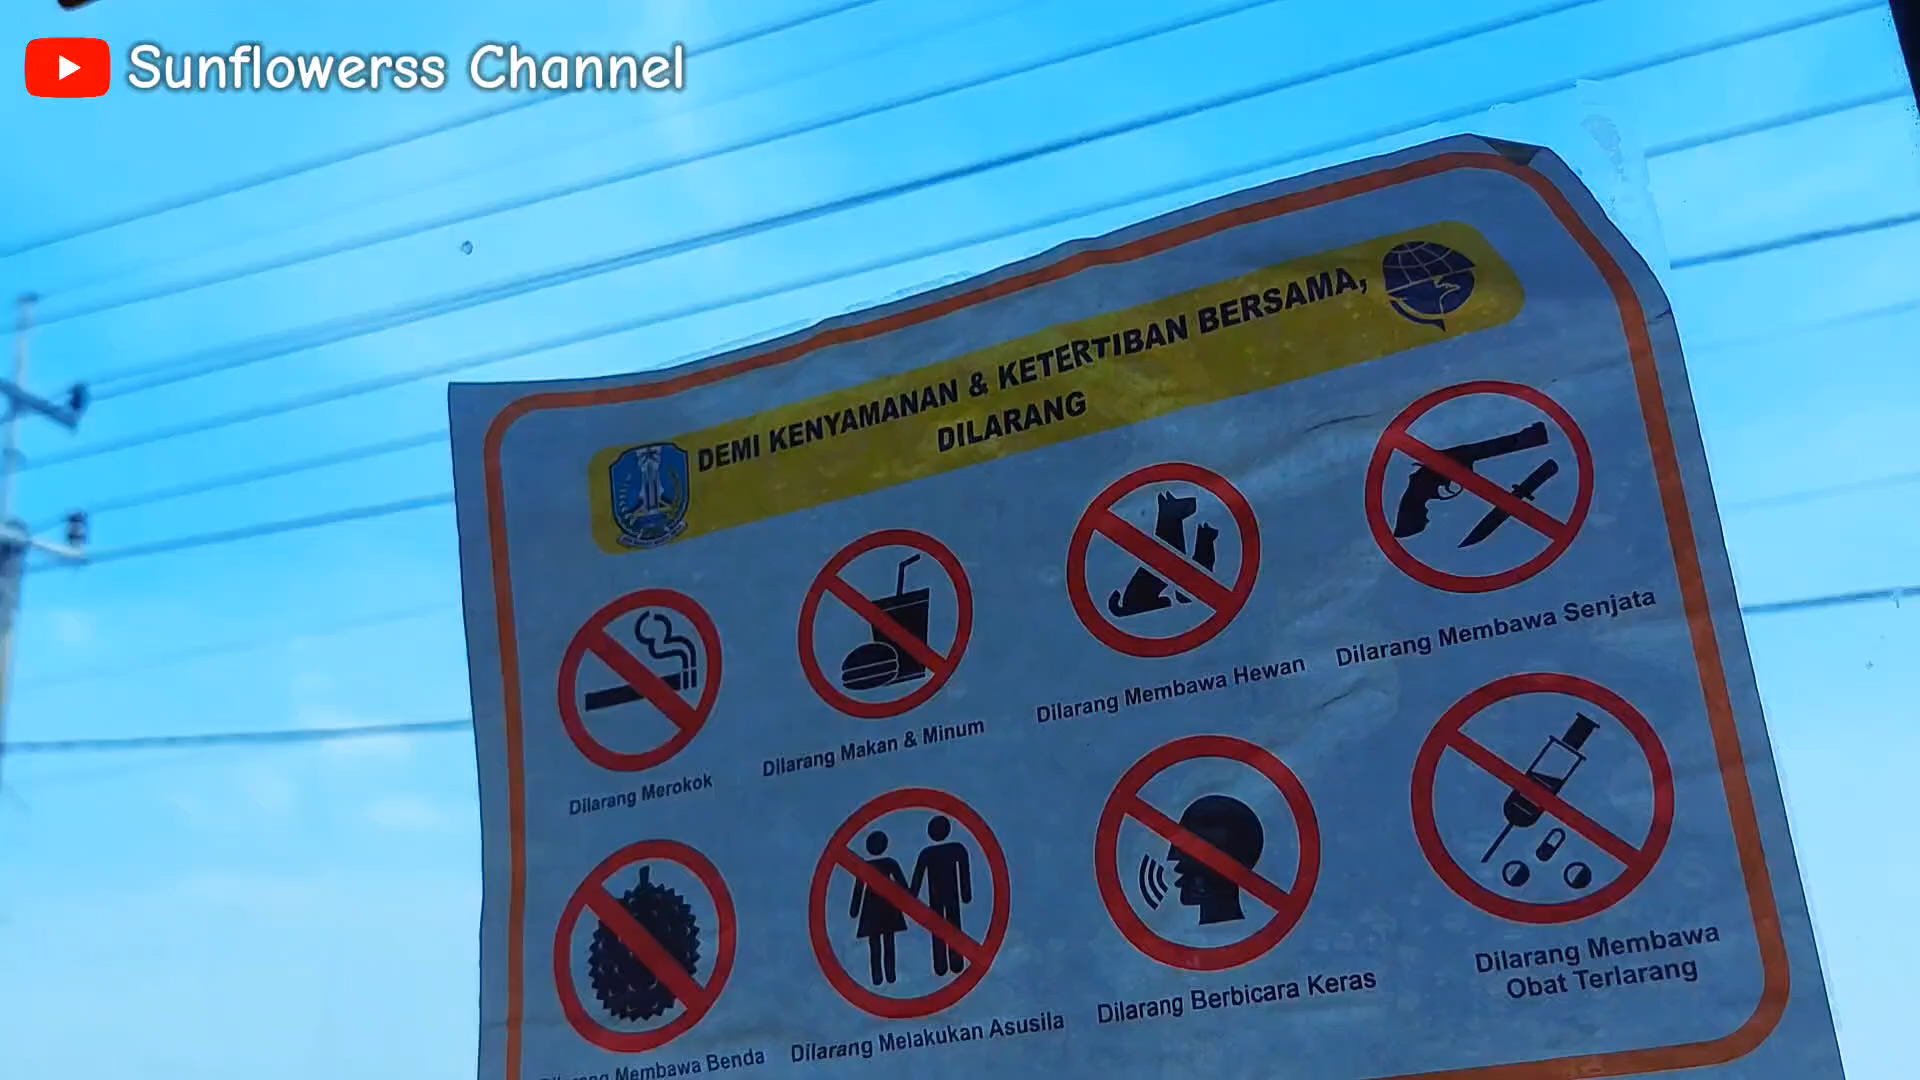 Sunflowerss Channel
DEMI KENYAMANAN & KETERTIBAN BERSAMA,
DILARANG
Dilarang Merokok
Dilarang Makan & Minum
Dilarang Membawa Hewan
Dilarang Membawa Senjata
Membawa Benda
Dilarang Melakukan Asusila
Dilarang Berbicara Keras
Dilarang Membawa
Obat Terlarang